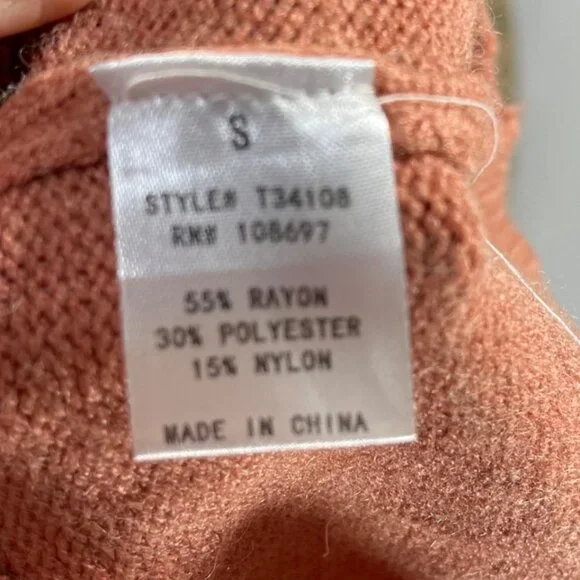 S
STYLE# T34108
RN# 108697
55% RAYON
30% POLYESTER
15% NYLON
MADE IN CHINA